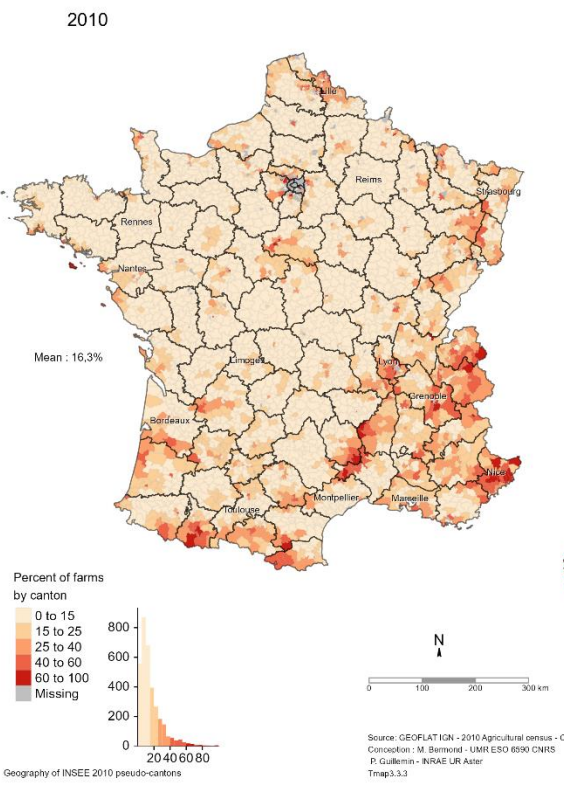 2010
Lille
Reims
Strasbourg
Rennes
Nantes
Mean : 16,3%
Limoges
Lyon
Grenoble
Bordeaux
Nice
Montpellier
Marseille
Toulouse
Percent of farms
by canton
0 to 15
15 to 25
25 to 40
40 to 60
60 to 100
Missing
800
600
400
200
0
20 40 60 80
N
0 100 200 300 km
Source: GEOFLAT IGN - 2010 Agricultural census -
Conception : M. Bermond - UMR ESO 6590 CNRS
P. Guillemin - INRAE UR Aster
Tmap3.3.3
Geography of INSEE 2010 pseudo-cantons